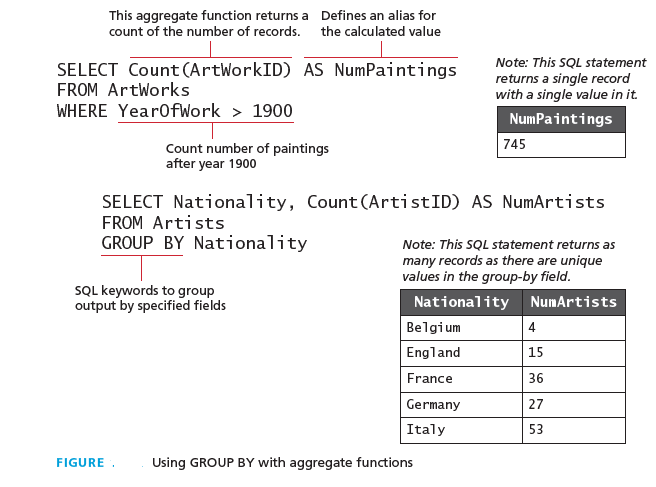 This aggregate function returns a
count of the number of records.
Defines an alias for
the calculated value
SELECT Count(ArtWorkID) AS NumPaintings
FROM ArtWorks
WHERE YearOfWork > 1900
Count number of paintings
after year 1900
Note: This SQL statement
returns a single record
with a single value in it.
NumPaintings
745
SELECT Nationality, Count(ArtistID) AS NumArtists
FROM Artists
GROUP BY Nationality
SQL keywords to group
output by specified fields
Note: This SQL statement returns as
many records as there are unique
values in the group-by field.
Nationality NumArtists
Belgium 4
England 15
France 36
Germany 27
Italy 53
FIGURE . Using GROUP BY with aggregate functions